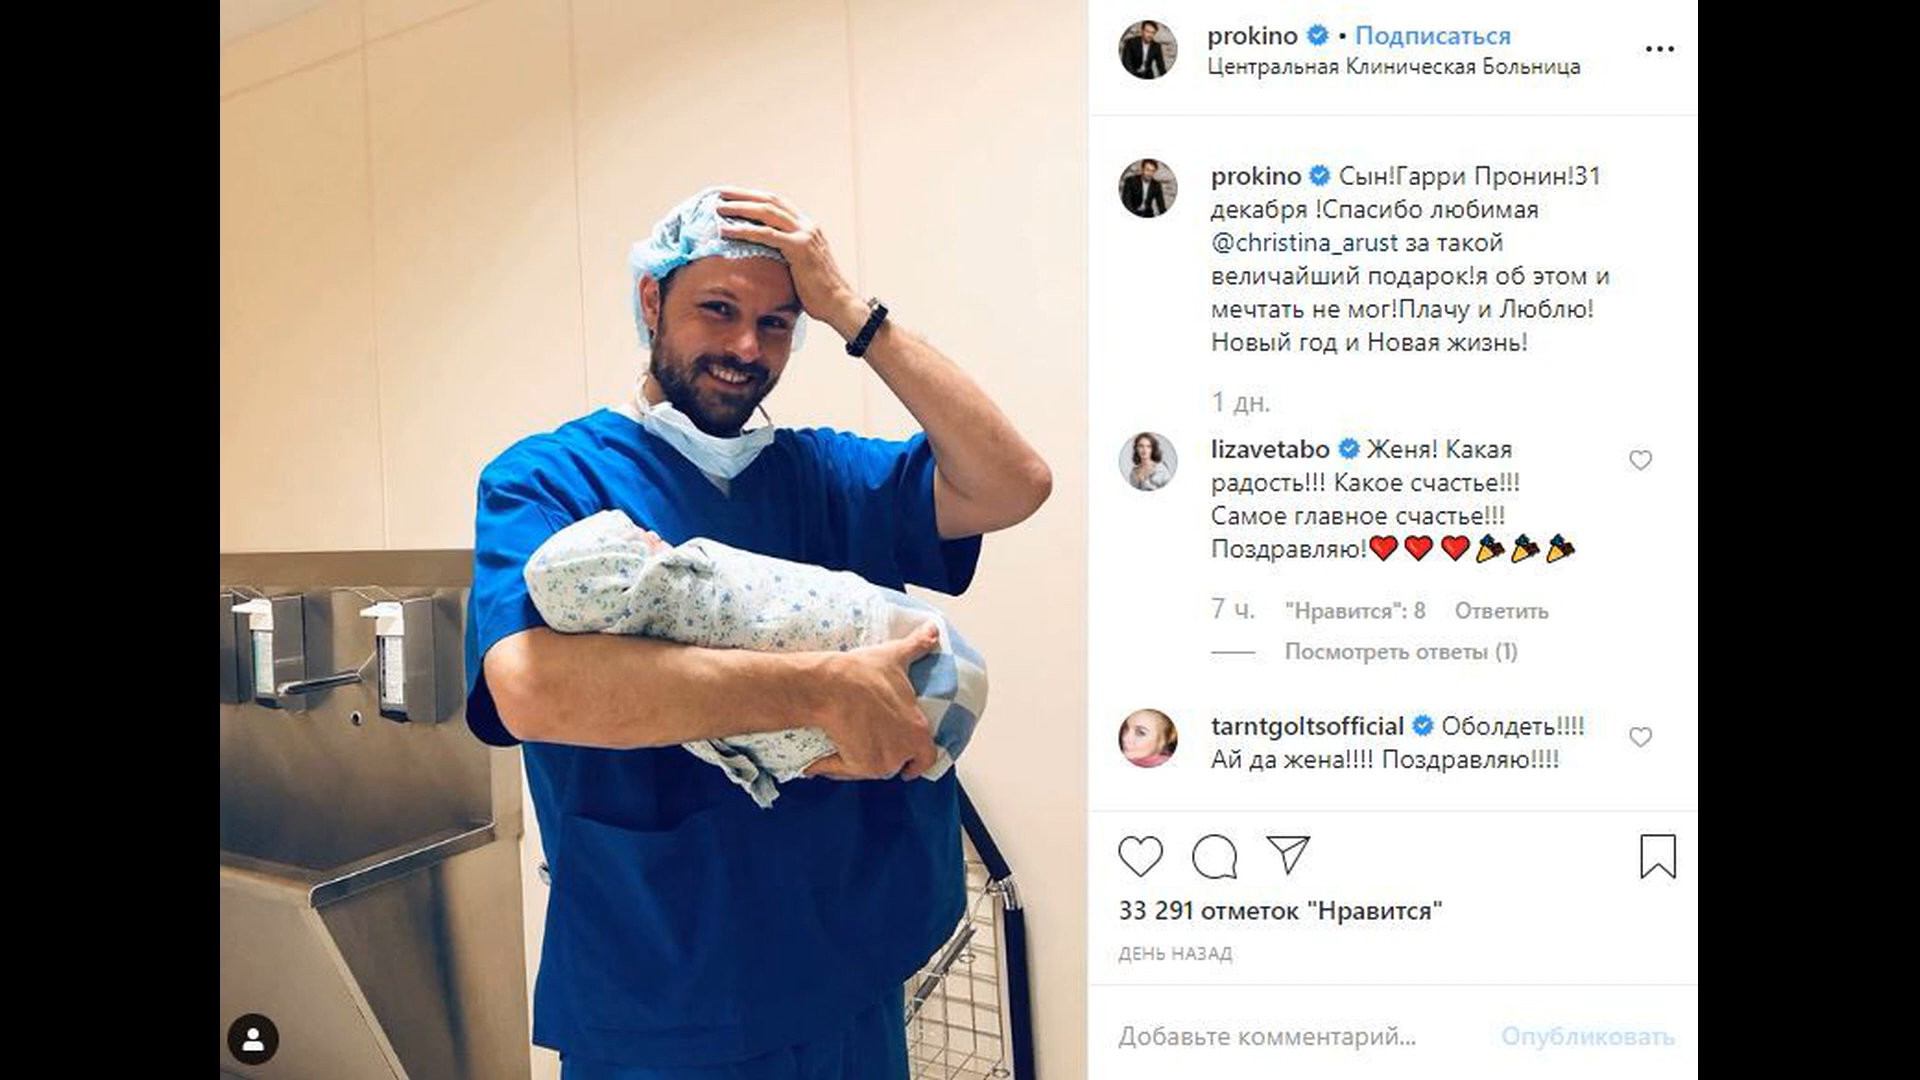 prokino • Подписаться
Центральная Клиническая Больница
prokino Сын!Гарри Пронин!31
декабря !Спасибо любимая
@christina_arust за такой
величайший подарок!я об этом и
мечтать не мог!Плачу и Люблю!
Новый год и Новая жизнь!
1 дн.
lizavetabo Женя! Какая
радость!!! Какое счастье!!!
Самое главное счастье!!!
Поздравляю!❤️❤️❤️🎉🎉🎉
7 ч. "Нравится": 8 Ответить
Посмотреть ответы (1)
tarntgoltsofficial Оболдеть!!!!
Ай да жена!!!! Поздравляю!!!!
33 291 отметок "Нравится"
ДЕНЬ НАЗАД
Добавьте комментарий... Опубликовать